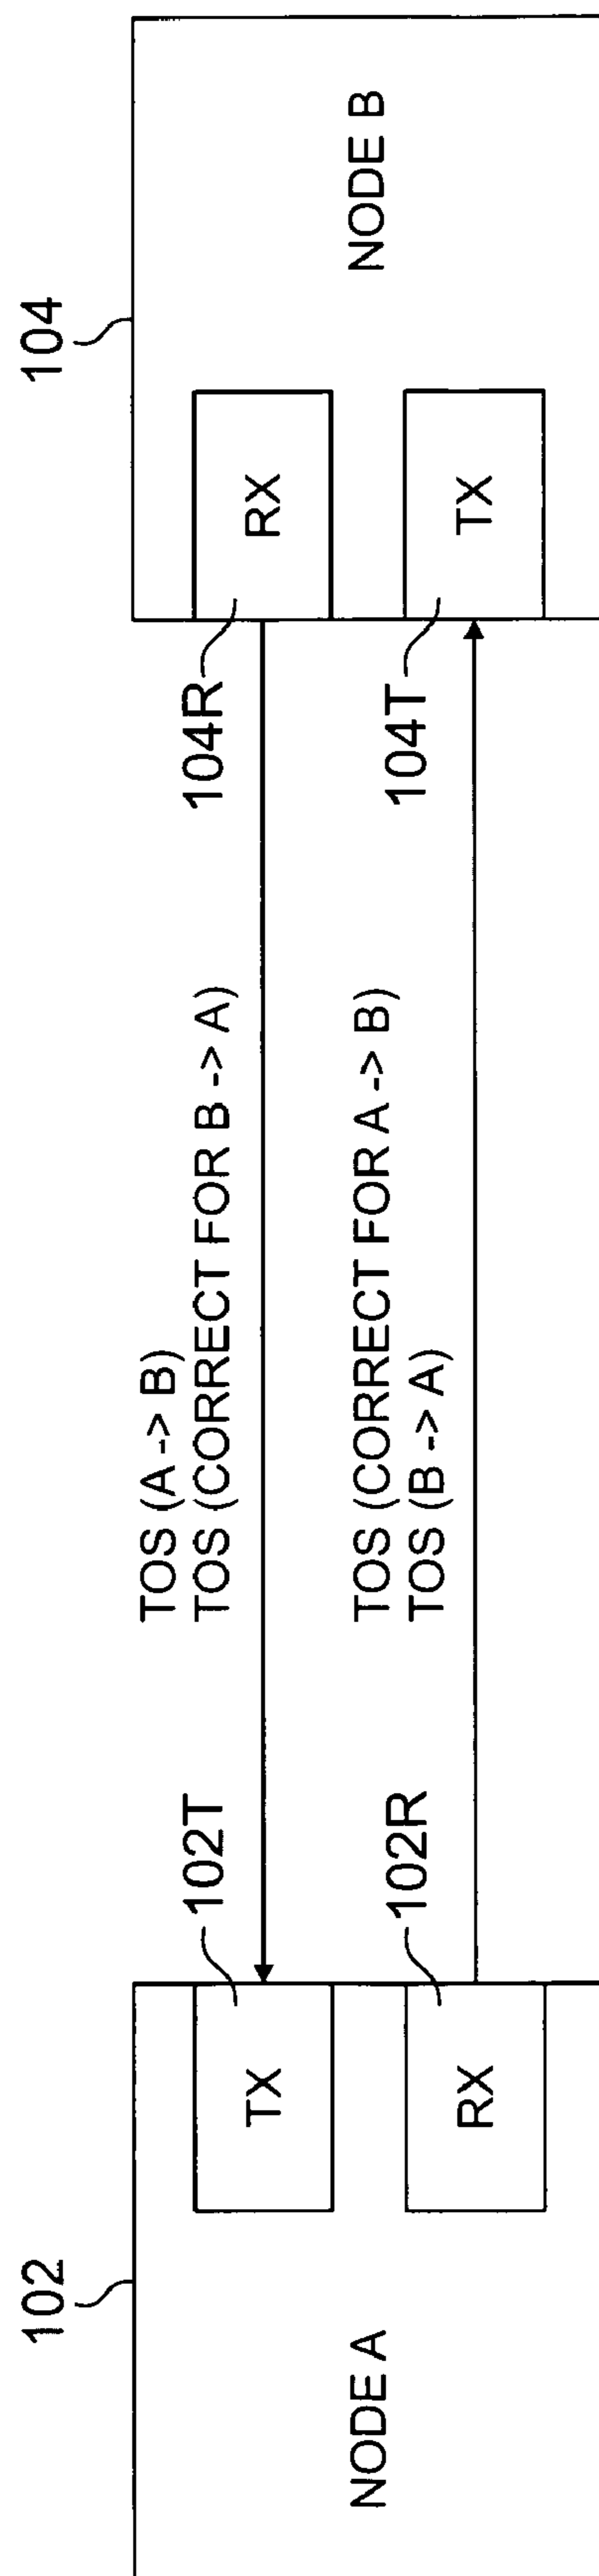 102
104
NODE A
TX
102T
TOS (A -> B)
TOS (CORRECT FOR B -> A)
104R
RX
RX
102R
TOS (CORRECT FOR A -> B)
TOS (B -> A)
104T
TX
NODE B